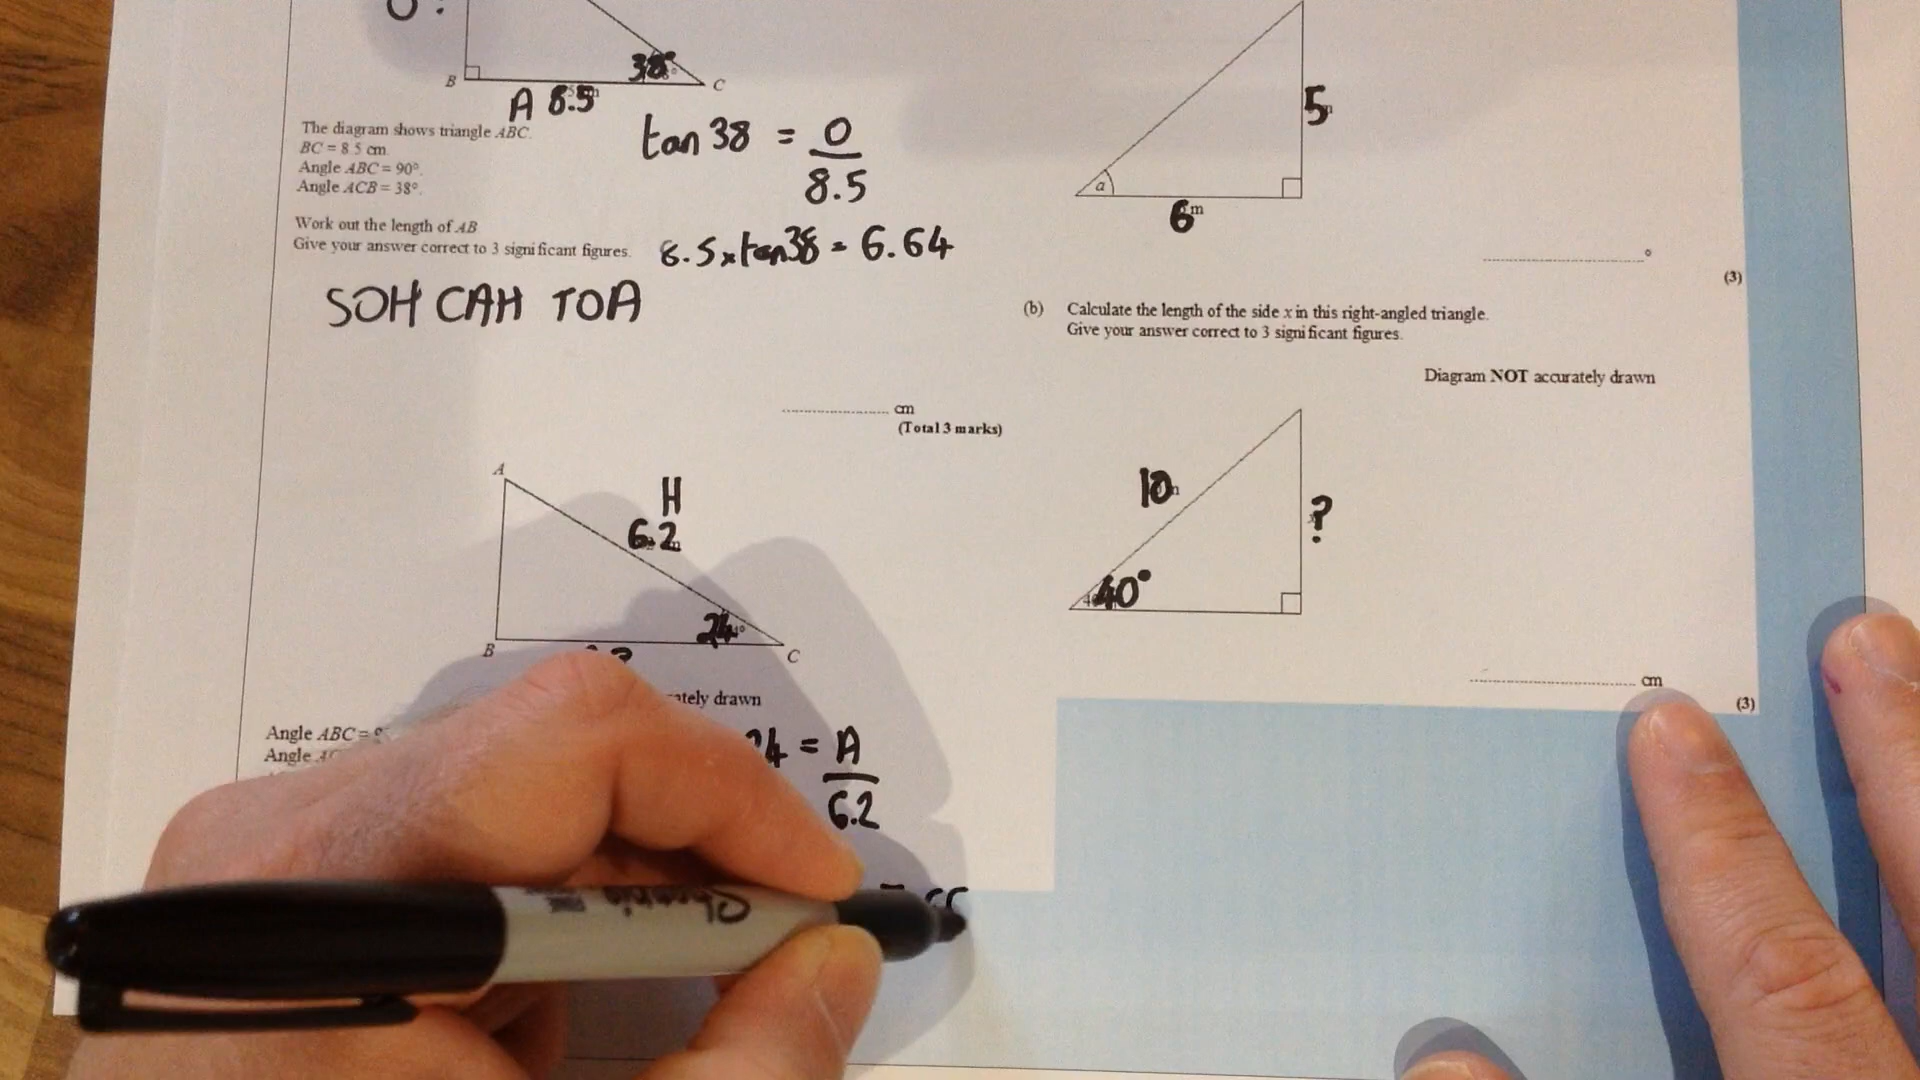 B
38°
C
A 8.5
The diagram shows triangle ABC.
BC = 8.5 cm.
Angle ABC = 90°.
Angle ACB = 38°.
tan 38 = O
8.5
Work out the length of AB
Give your answer correct to 3 significant figures.
8.5 x tan 38 = 6.64
SOH CAH TOA
cm
(Total 3 marks)
A
H
6.2
24
B
C
drawn
Angle ABC =
Angle
24 = A
6.2
Sharpie
5
a
6
°
(3)
(b) Calculate the length of the side x in this right-angled triangle.
Give your answer correct to 3 significant figures.
Diagram NOT accurately drawn
10
?
40°
cm
(3)